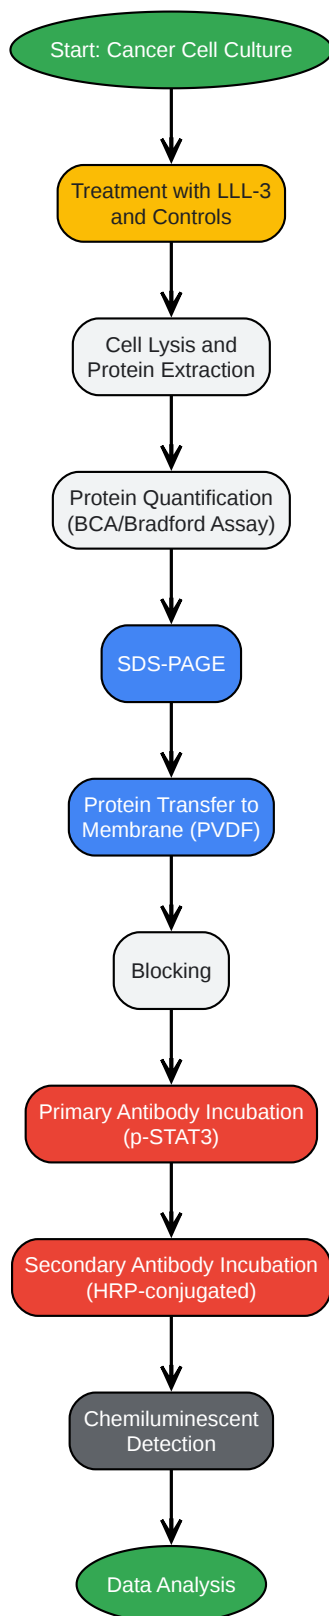 Start: Cancer Cell Culture
Treatment with LLL-3
and Controls
Cell Lysis and
Protein Extraction
Protein Quantification
(BCA/Bradford Assay)
SDS-PAGE
Protein Transfer to
Membrane (PVDF)
Blocking
Primary Antibody Incubation
(p-STAT3)
Secondary Antibody Incubation
(HRP-conjugated)
Chemiluminescent
Detection
Data Analysis